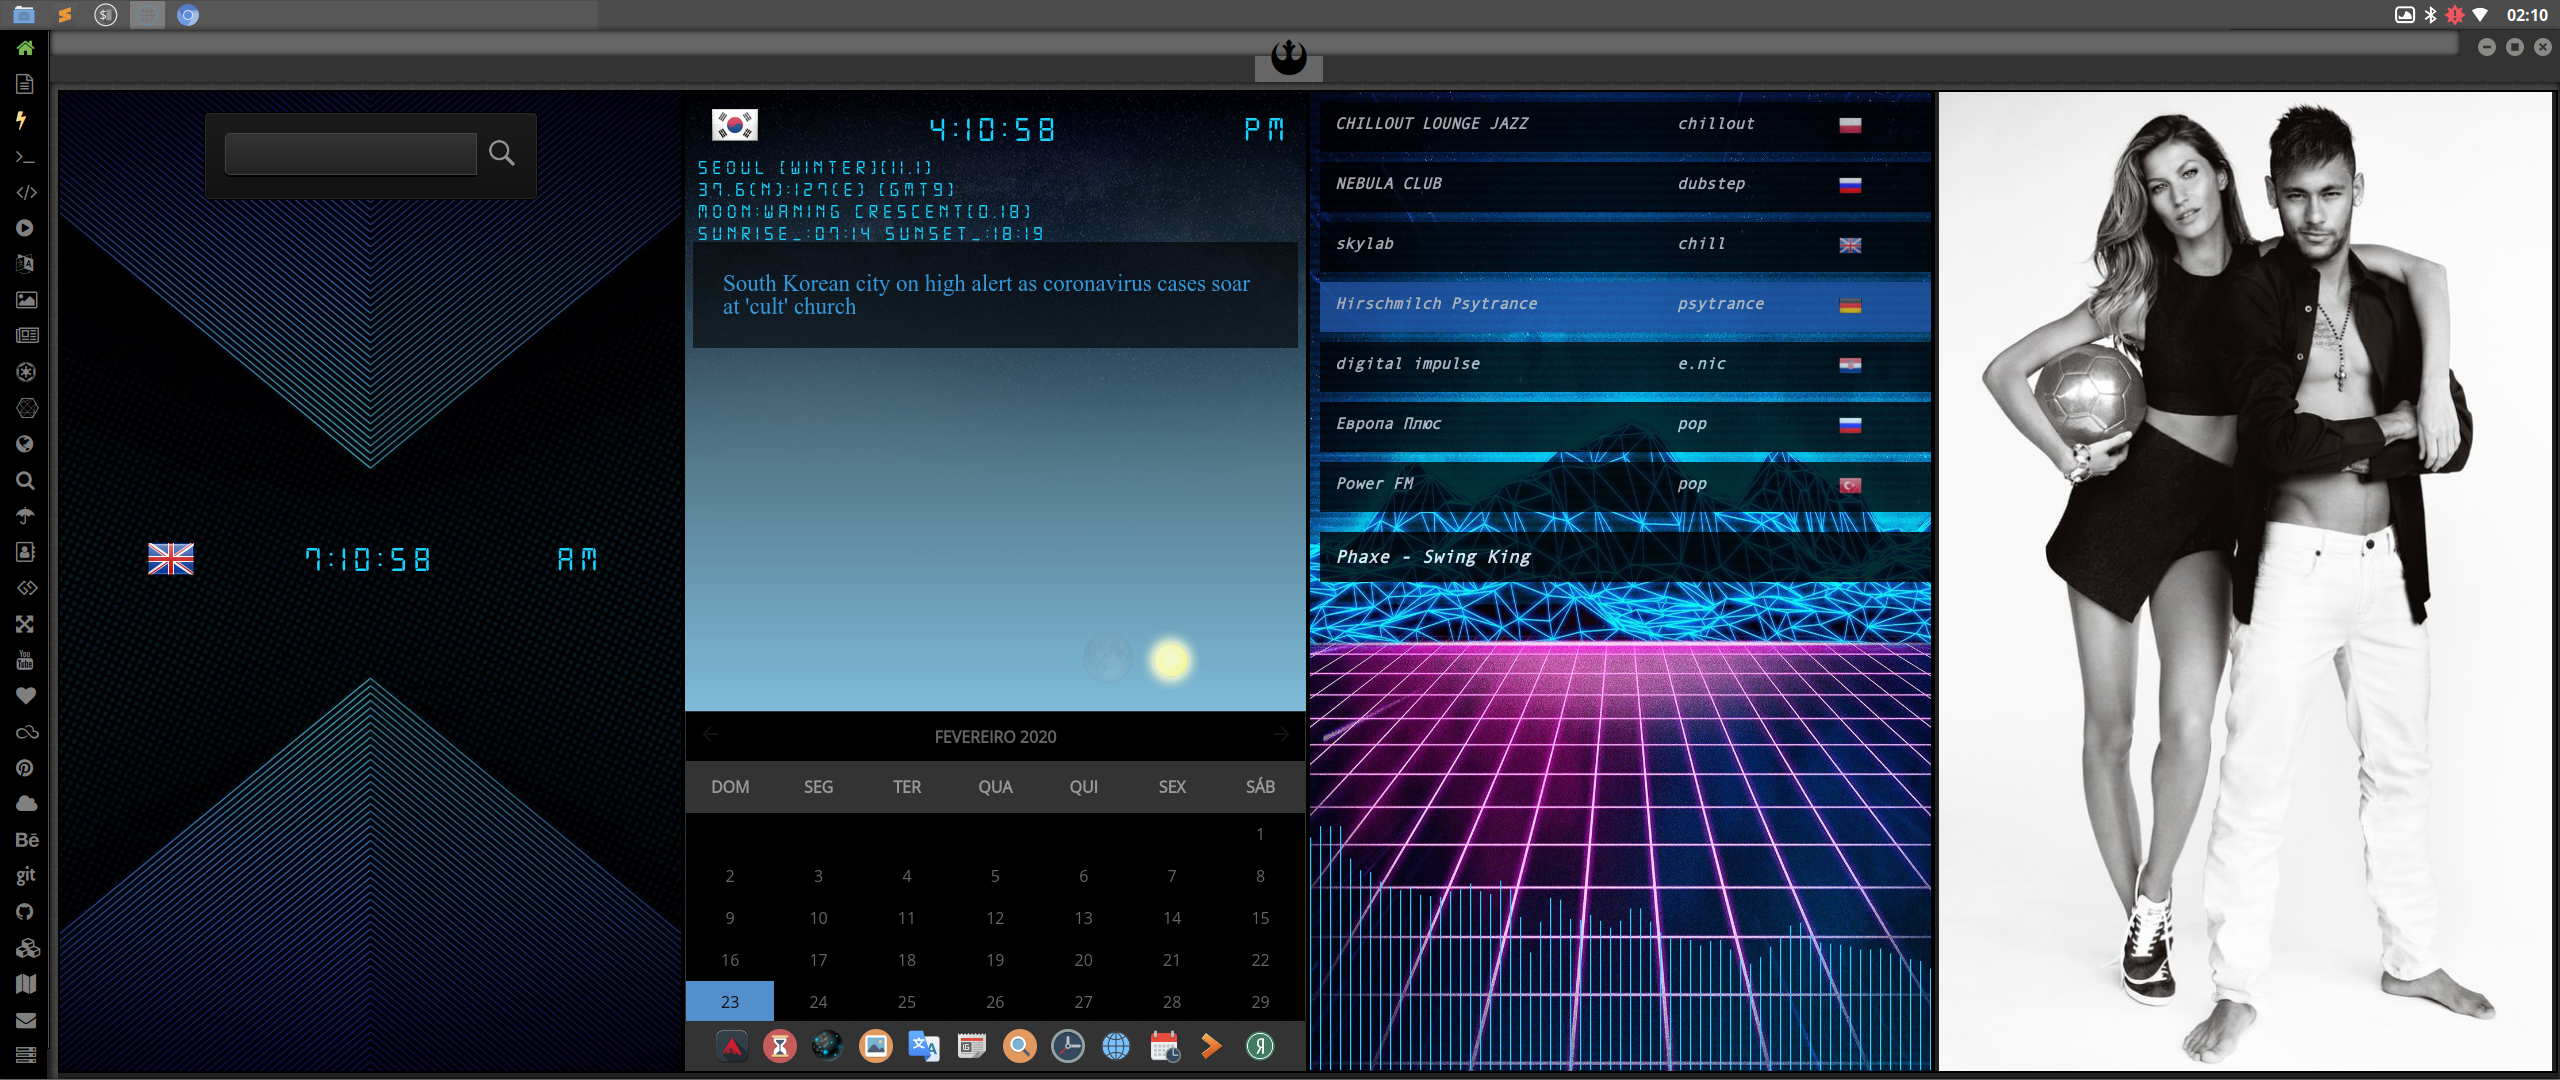 02:10
You
Tube
Bē
git
7:10:58 AM
4:10:58 PM
SEOUL [WINTER][11.1]
37.6(N):127(E) [GMT9]
MOON:WANING CRESCENT[0.18]
SUNRISE_:07:14 SUNSET_:18:19
South Korean city on high alert as coronavirus cases soar
at 'cult' church
FEVEREIRO 2020
DOM SEG TER QUA QUI SEX SÁB
1
2 3 4 5 6 7 8
9 10 11 12 13 14 15
16 17 18 19 20 21 22
23 24 25 26 27 28 29
CHILLOUT LOUNGE JAZZ chillout
NEBULA CLUB dubstep
skylab chill
Hirschmilch Psytrance psytrance
digital impulse e.nic
Европа Плюс pop
Power FM pop
Phaxe - Swing King